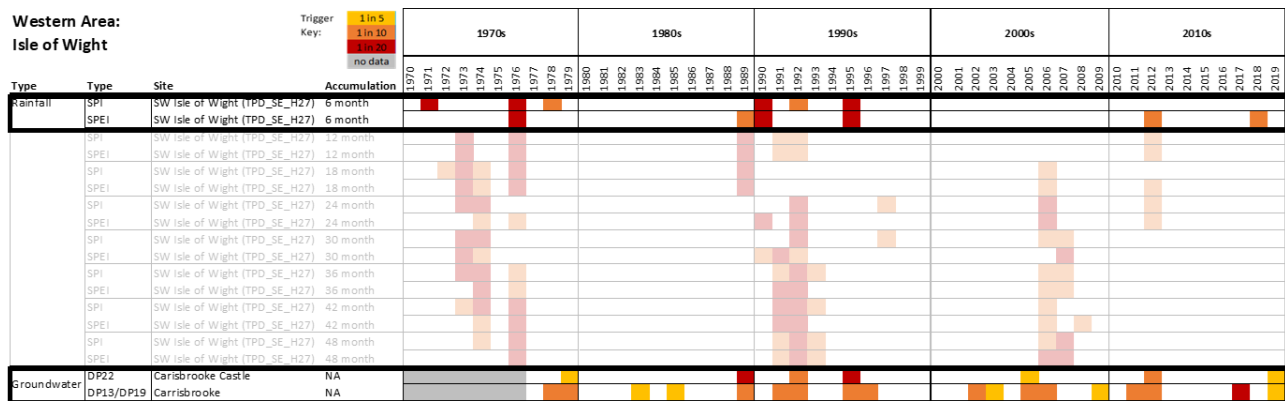 Western Area:
Isle of Wight
Trigger Key:
1 in 5
1 in 10
1 in 20
no data
1970s 1980s 1990s 2000s 2010s
Type Type Site Accumulation 1970 1971 1972 1973 1974 1975 1976 1977 1978 1979 1980 1981 1982 1983 1984 1985 1986 1987 1988 1989 1990 1991 1992 1993 1994 1995 1996 1997 1998 1999 2000 2001 2002 2003 2004 2005 2006 2007 2008 2009 2010 2011 2012 2013 2014 2015 2016 2017 2018 2019
Rainfall SPI SW Isle of Wight (TPD_SE_H27) 6 month
SPEI SW Isle of Wight (TPD_SE_H27) 6 month
SPI SW Isle of Wight (TPD_SE_H27) 12 month
SPEI SW Isle of Wight (TPD_SE_H27) 12 month
SPI SW Isle of Wight (TPD_SE_H27) 18 month
SPEI SW Isle of Wight (TPD_SE_H27) 18 month
SPI SW Isle of Wight (TPD_SE_H27) 24 month
SPEI SW Isle of Wight (TPD_SE_H27) 24 month
SPI SW Isle of Wight (TPD_SE_H27) 30 month
SPEI SW Isle of Wight (TPD_SE_H27) 30 month
SPI SW Isle of Wight (TPD_SE_H27) 36 month
SPEI SW Isle of Wight (TPD_SE_H27) 36 month
SPI SW Isle of Wight (TPD_SE_H27) 42 month
SPEI SW Isle of Wight (TPD_SE_H27) 42 month
SPI SW Isle of Wight (TPD_SE_H27) 48 month
SPEI SW Isle of Wight (TPD_SE_H27) 48 month
Groundwater DP22 Carisbrooke Castle NA
DP13/DP19 Carrisbrooke NA